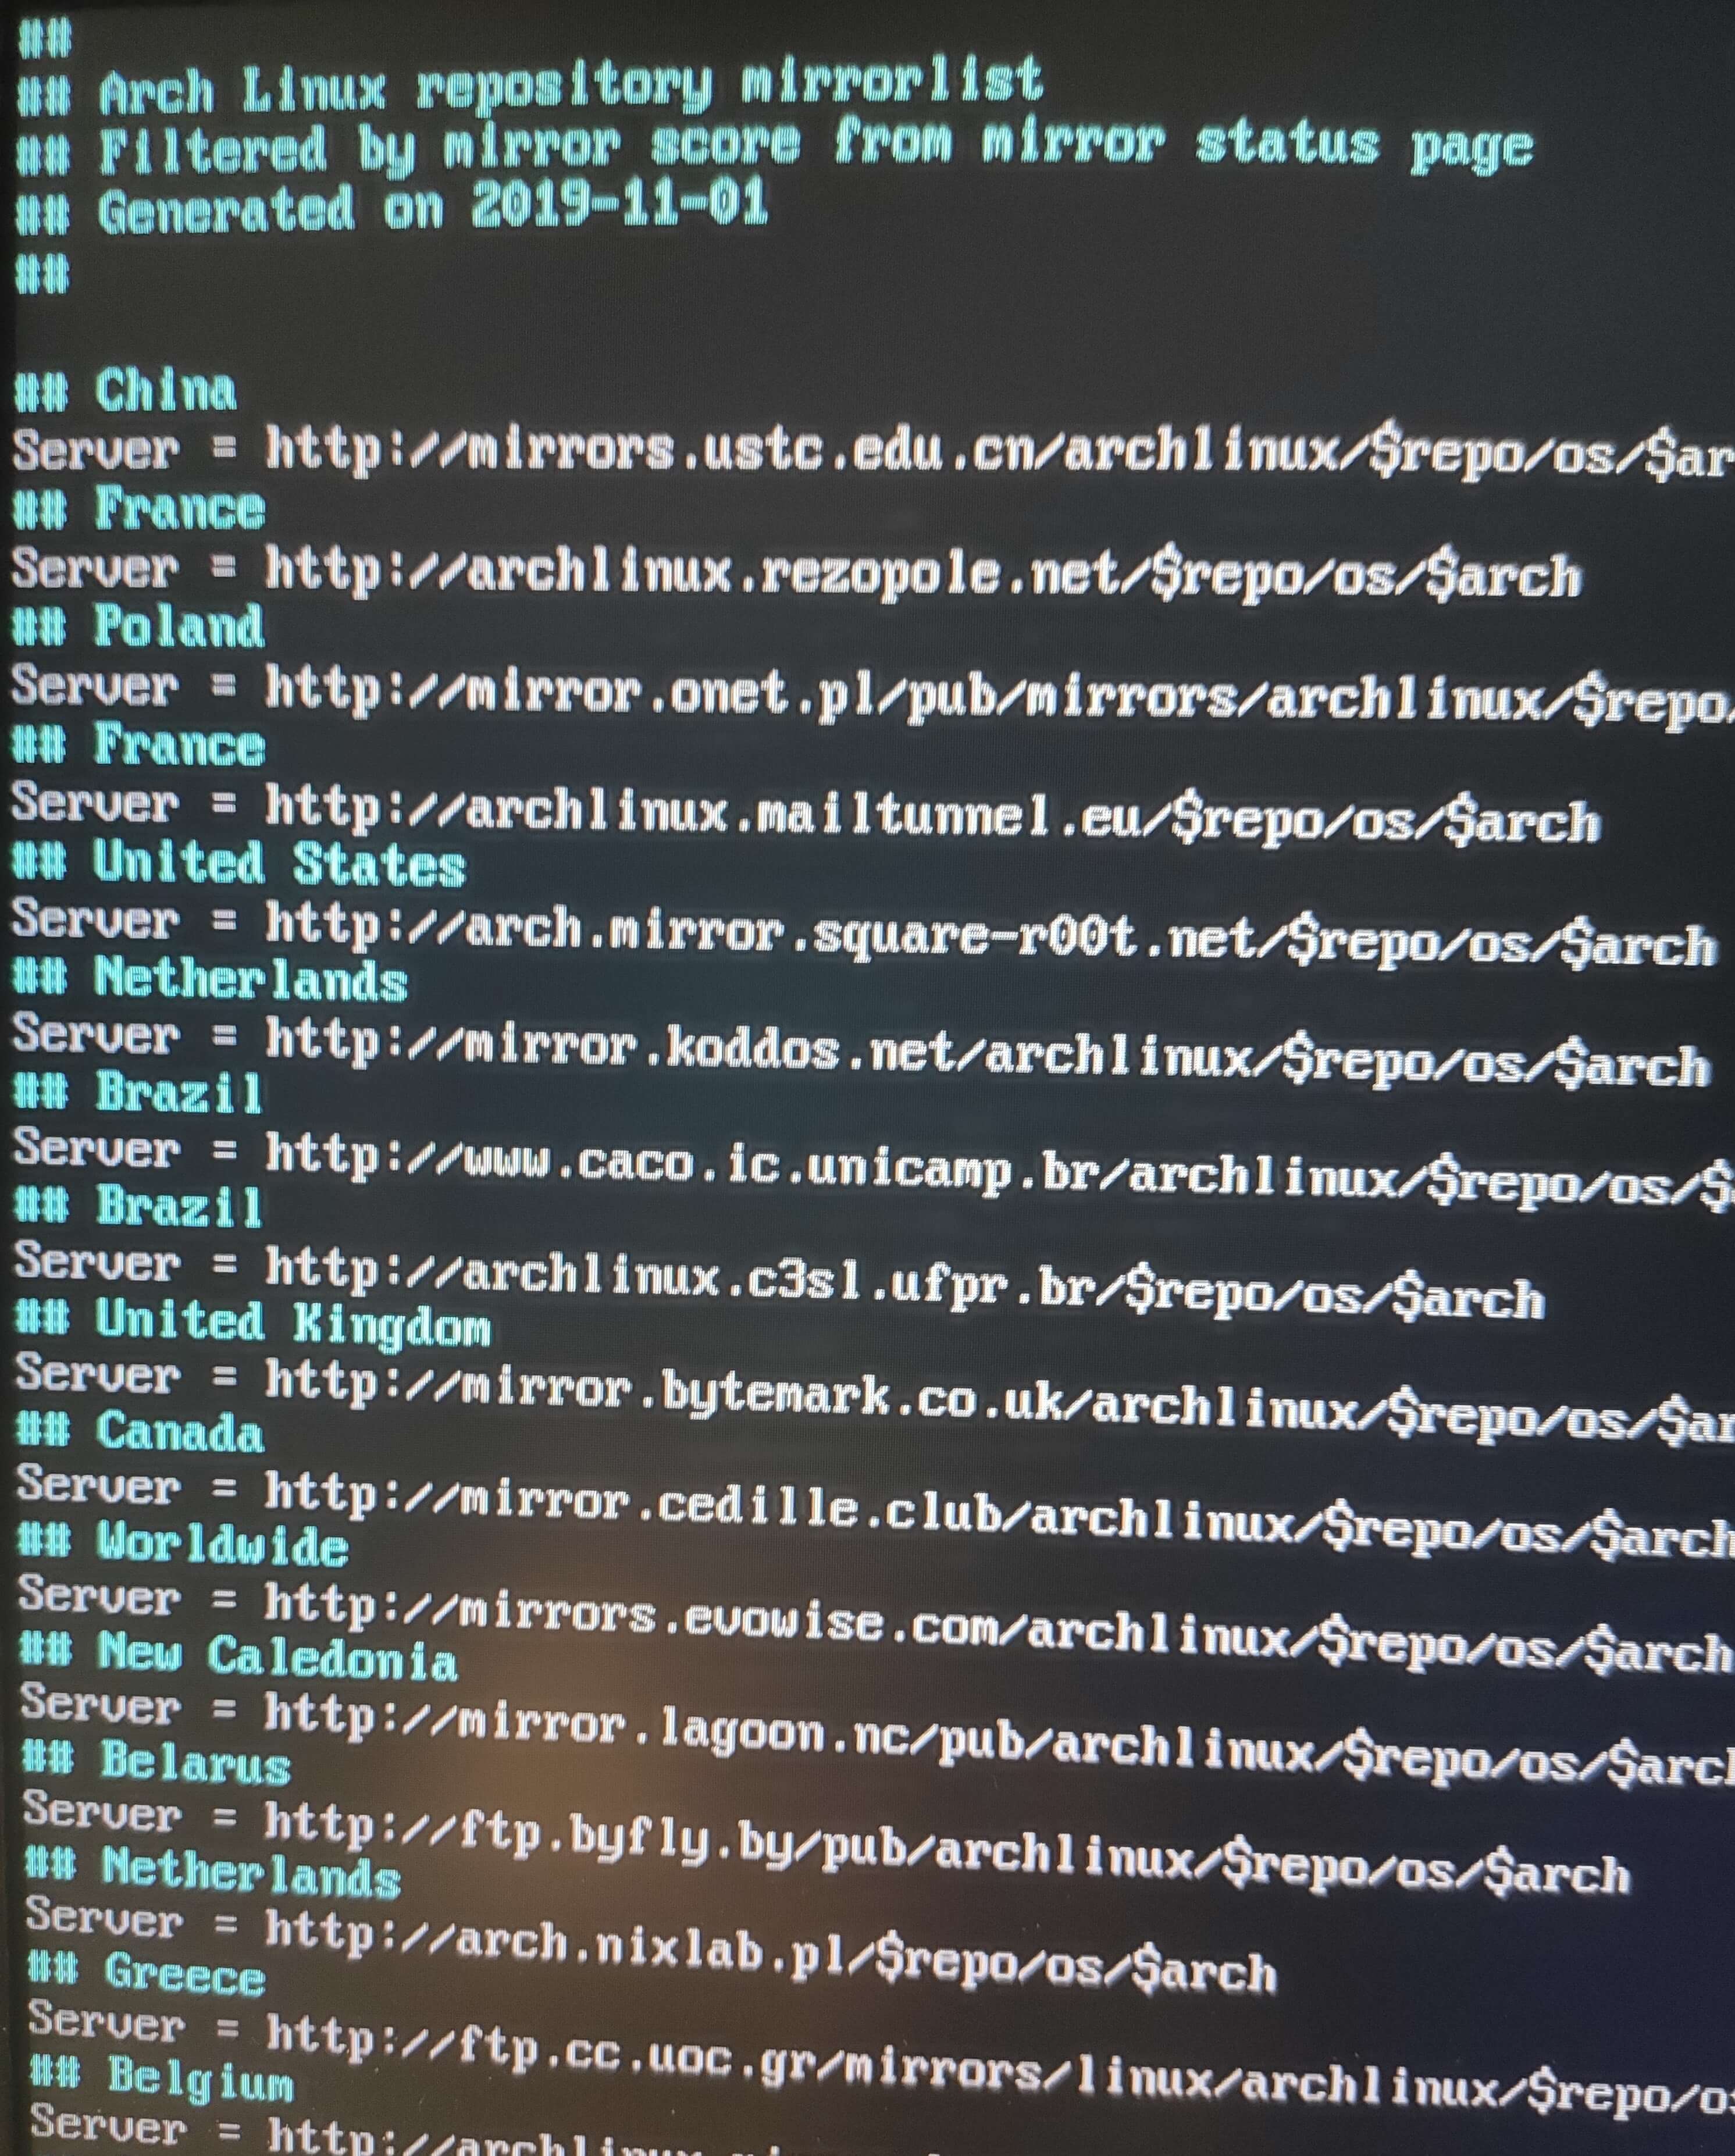 ##
## Arch Linux repository mirrorlist
## Filtered by mirror score from mirror status page
## Generated on 2019-11-01
##
## China
Server = http://mirrors.ustc.edu.cn/archlinux/$repo/os/$ar
## France
Server = http://archlinux.rezopole.net/$repo/os/$arch
## Poland
Server = http://mirror.onet.pl/pub/mirrors/archlinux/$repo/
## France
Server = http://archlinux.mailtunnel.eu/$repo/os/$arch
## United States
Server = http://arch.mirror.square-r00t.net/$repo/os/$arch
## Netherlands
Server = http://mirror.koddos.net/archlinux/$repo/os/$arch
## Brazil
Server = http://www.caco.ic.unicamp.br/archlinux/$repo/os/$
## Brazil
Server = http://archlinux.c3sl.ufpr.br/$repo/os/$arch
## United Kingdom
Server = http://mirror.bytemark.co.uk/archlinux/$repo/os/$ar
## Canada
Server = http://mirror.cedille.club/archlinux/$repo/os/$arch
## Worldwide
Server = http://mirrors.evowise.com/archlinux/$repo/os/$arch
## New Caledonia
Server = http://mirror.lagoon.nc/pub/archlinux/$repo/os/$arch
## Belarus
Server = http://ftp.byfly.by/pub/archlinux/$repo/os/$arch
## Netherlands
Server = http://arch.nixlab.pl/$repo/os/$arch
## Greece
Server = http://ftp.cc.uoc.gr/mirrors/linux/archlinux/$repo/os
## Belgium
Server =